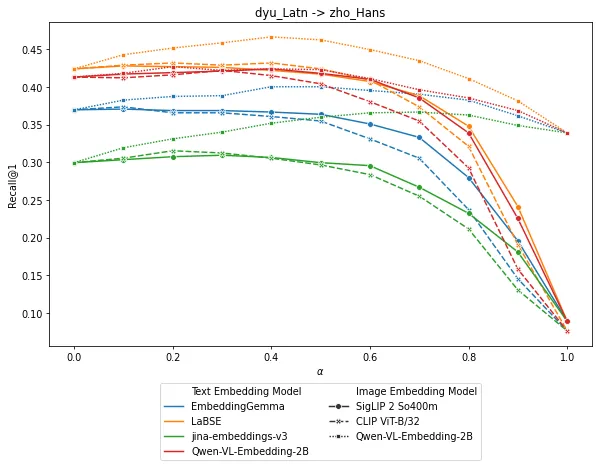 dyu_Latn -> zho_Hans
Recall@1
0.45
0.40
0.35
0.30
0.25
0.20
0.15
0.10
0.0 0.2 0.4 0.6 0.8 1.0
α
Text Embedding Model Image Embedding Model
EmbeddingGemma SigLIP 2 So400m
LaBSE CLIP ViT-B/32
jina-embeddings-v3 Qwen-VL-Embedding-2B
Qwen-VL-Embedding-2B